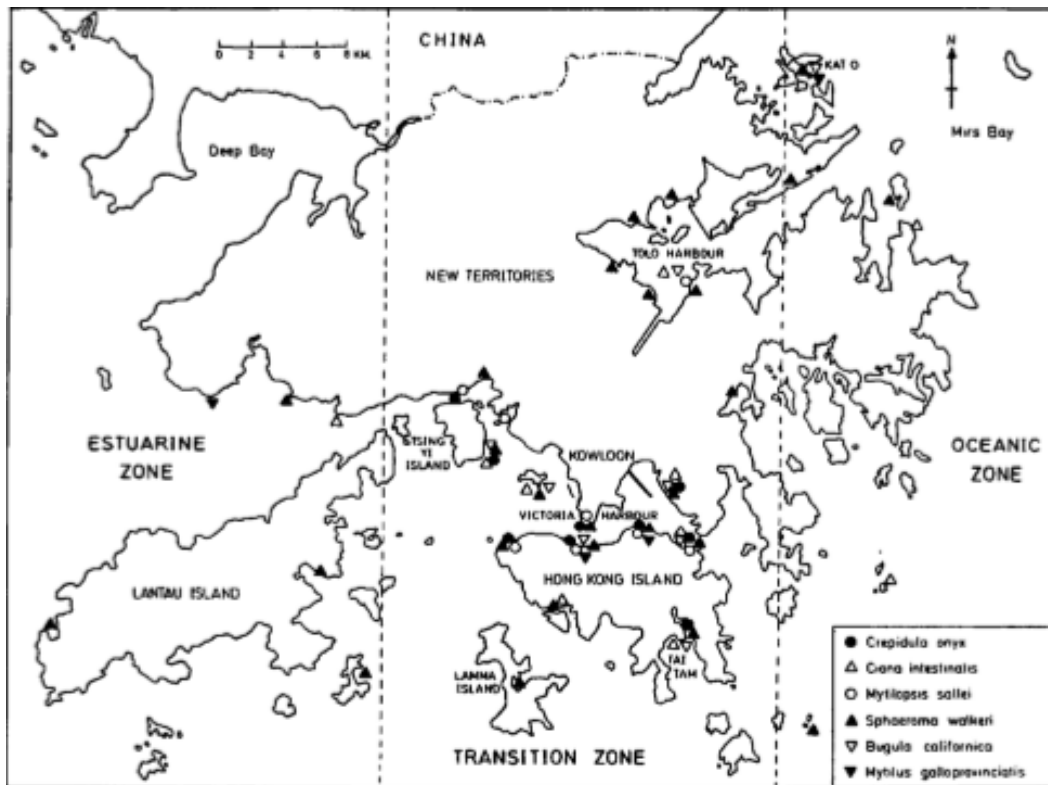 0 2 4 6 8 KM.
CHINA
KAT O
N
Mirs Bay
Deep Bay
TOLO HARBOUR
NEW TERRITORIES
ESTUARINE
ZONE
TSING
YI
ISLAND
KOWLOON
OCEANIC
ZONE
VICTORIA HARBOUR
LANTAU ISLAND
HONG KONG ISLAND
TAI
TAM
LAMMA
ISLAND
TRANSITION ZONE
Crepidula onyx
Ciona intestinalis
Mytilopsis sallei
Sphaeroma walkeri
Bugula californica
Mytilus galloprovincialis